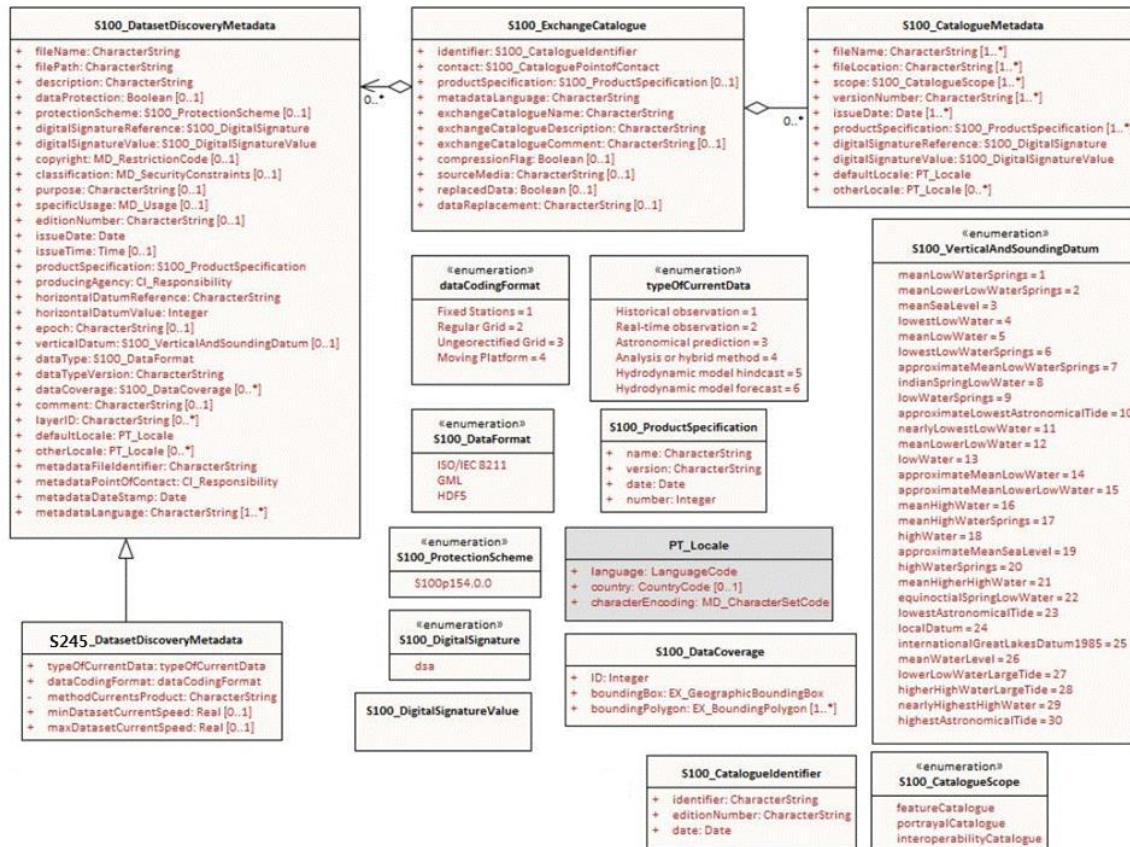 S100_DatasetDiscoveryMetadata
+ fileName: CharacterString
+ filePath: CharacterString
+ description: CharacterString
+ dataProtection: Boolean [0..1]
+ protectionScheme: S100_ProtectionScheme [0..1]
+ digitalSignatureReference: S100_DigitalSignature
+ digitalSignatureValue: S100_DigitalSignatureValue
+ copyright: MD_RestrictionCode [0..1]
+ classification: MD_SecurityConstraints [0..1]
+ purpose: CharacterString [0..1]
+ specificUsage: MD_Usage [0..1]
+ editionNumber: CharacterString [0..1]
+ issueDate: Date
+ issueTime: Time [0..1]
+ productSpecification: S100_ProductSpecification
+ producingAgency: CI_Responsibility
+ horizontalDatumReference: CharacterString
+ horizontalDatumValue: Integer
+ epoch: CharacterString [0..1]
+ verticalDatum: S100_VerticalAndSoundingDatum [0..1]
+ dataType: S100_DataFormat
+ dataTypeVersion: CharacterString
+ dataCoverage: S100_DataCoverage [0..*]
+ comment: CharacterString [0..1]
+ layerID: CharacterString [0..*]
+ defaultLocale: PT_Locale
+ otherLocale: PT_Locale [0..*]
+ metadataFileIdentifier: CharacterString
+ metadataPointOfContact: CI_Responsibility
+ metadataDateStamp: Date
+ metadataLanguage: CharacterString [1..*]
0..*
S100_ExchangeCatalogue
+ identifier: S100_CatalogueIdentifier
+ contact: S100_CataloguePointofContact
+ productSpecification: S100_ProductSpecification [0..1]
+ metadataLanguage: CharacterString
+ exchangeCatalogueName: CharacterString
+ exchangeCatalogueDescription: CharacterString
+ exchangeCatalogueComment: CharacterString [0..1]
+ compressionFlag: Boolean [0..1]
+ sourceMedia: CharacterString [0..1]
+ replacedData: Boolean [0..1]
+ dataReplacement: CharacterString [0..1]
0..*
S100_CatalogueMetadata
+ fileName: CharacterString [1..*]
+ fileLocation: CharacterString [1..*]
+ scope: S100_CatalogueScope [1..*]
+ versionNumber: CharacterString [1..*]
+ issueDate: Date [1..*]
+ productSpecification: S100_ProductSpecification [1..*]
+ digitalSignatureReference: S100_DigitalSignature
+ digitalSignatureValue: S100_DigitalSignatureValue
+ defaultLocale: PT_Locale
+ otherLocale: PT_Locale [0..*]
«enumeration»
dataCodingFormat
Fixed Stations = 1
Regular Grid = 2
Ungeorectified Grid = 3
Moving Platform = 4
«enumeration»
typeOfCurrentData
Historical observation = 1
Real-time observation = 2
Astronomical prediction = 3
Analysis or hybrid method = 4
Hydrodynamic model hindcast = 5
Hydrodynamic model forecast = 6
«enumeration»
S100_VerticalAndSoundingDatum
meanLowWaterSprings = 1
meanLowerLowWaterSprings = 2
meanSeaLevel = 3
lowestLowWater = 4
meanLowWater = 5
lowestLowWaterSprings = 6
approximateMeanLowWaterSprings = 7
indianSpringLowWater = 8
lowWaterSprings = 9
approximateLowestAstronomicalTide = 10
nearlyLowestLowWater = 11
meanLowerLowWater = 12
lowWater = 13
approximateMeanLowWater = 14
approximateMeanLowerLowWater = 15
meanHighWater = 16
meanHighWaterSprings = 17
highWater = 18
approximateMeanSeaLevel = 19
highWaterSprings = 20
meanHigherHighWater = 21
equinoctialSpringLowWater = 22
lowestAstronomicalTide = 23
localDatum = 24
internationalGreatLakesDatum1985 = 25
meanWaterLevel = 26
lowerLowWaterLargeTide = 27
higherHighWaterLargeTide = 28
nearlyHighestHighWater = 29
highestAstronomicalTide = 30
«enumeration»
S100_DataFormat
ISO/IEC 8211
GML
HDF5
S100_ProductSpecification
+ name: CharacterString
+ version: CharacterString
+ date: Date
+ number: Integer
«enumeration»
S100_ProtectionScheme
S100p154.0.0
PT_Locale
+ language: LanguageCode
+ country: CountryCode [0..1]
+ characterEncoding: MD_CharacterSetCode
«enumeration»
S100_DigitalSignature
dsa
S245_DatasetDiscoveryMetadata
+ typeOfCurrentData: typeOfCurrentData
+ dataCodingFormat: dataCodingFormat
- methodCurrentsProduct: CharacterString
+ minDatasetCurrentSpeed: Real [0..1]
+ maxDatasetCurrentSpeed: Real [0..1]
S100_DataCoverage
+ ID: Integer
+ boundingBox: EX_GeographicBoundingBox
+ boundingPolygon: EX_BoundingPolygon [1..*]
S100_DigitalSignatureValue
S100_CatalogueIdentifier
+ identifier: CharacterString
+ editionNumber: CharacterString
+ date: Date
«enumeration»
S100_CatalogueScope
featureCatalogue
portrayalCatalogue
interoperabilityCatalogue